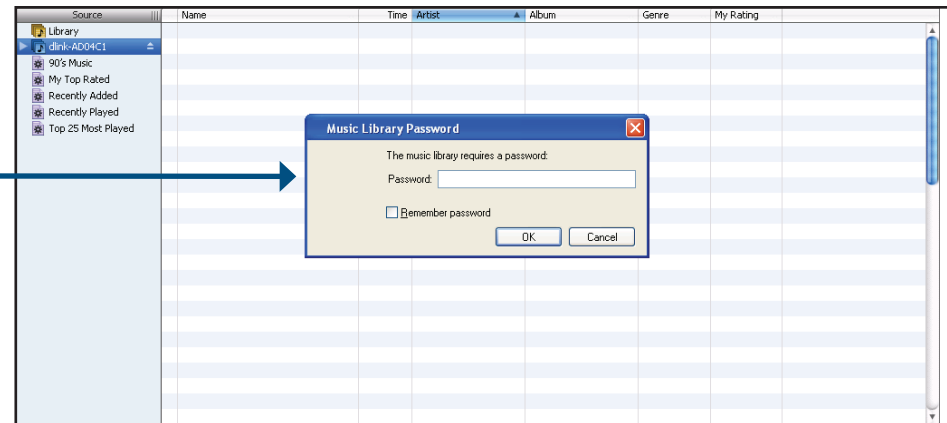 Source Name Time Artist Album Genre My Rating
Library
dlink-AD04C1
90's Music
My Top Rated
Recently Added
Recently Played
Top 25 Most Played
Music Library Password
The music library requires a password:
Password:
Remember password
OK Cancel